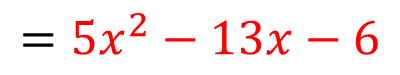 = 5x² − 13x − 6